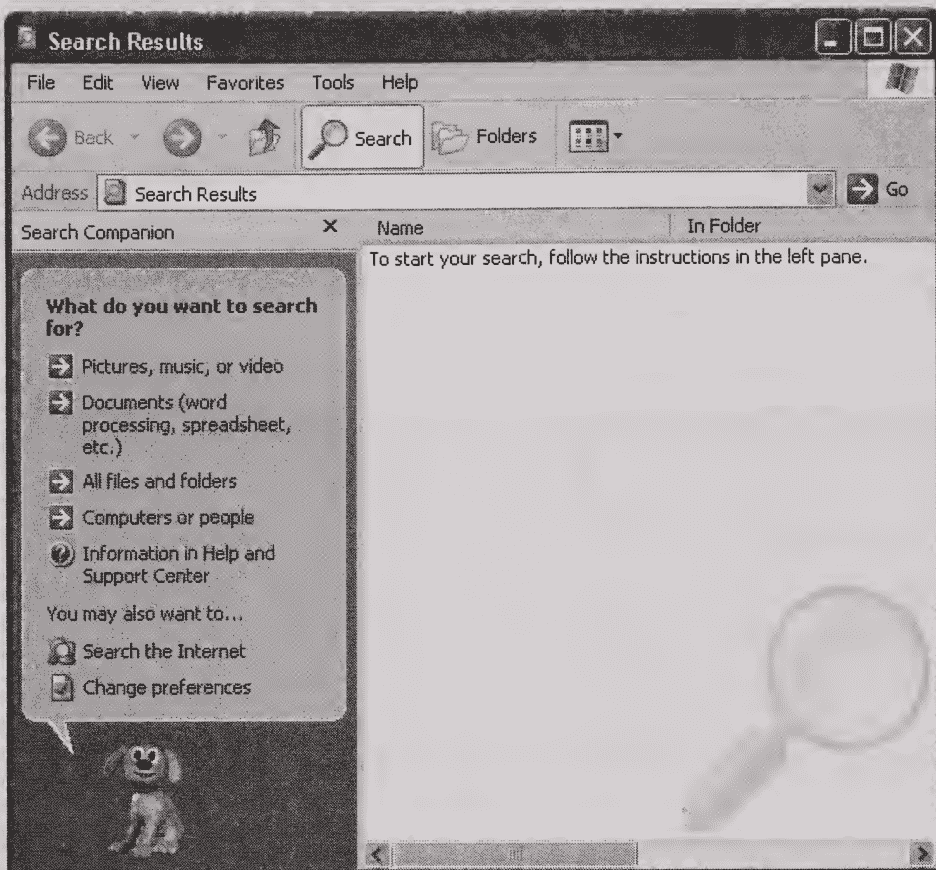 Search Results
File Edit View Favorites Tools Help
Back Search Folders
Address Search Results Go
Search Companion
Name In Folder
To start your search, follow the instructions in the left pane.
What do you want to search
for?
Pictures, music, or video
Documents (word
processing, spreadsheet,
etc.)
All files and folders
Computers or people
Information in Help and
Support Center
You may also want to...
Search the Internet
Change preferences